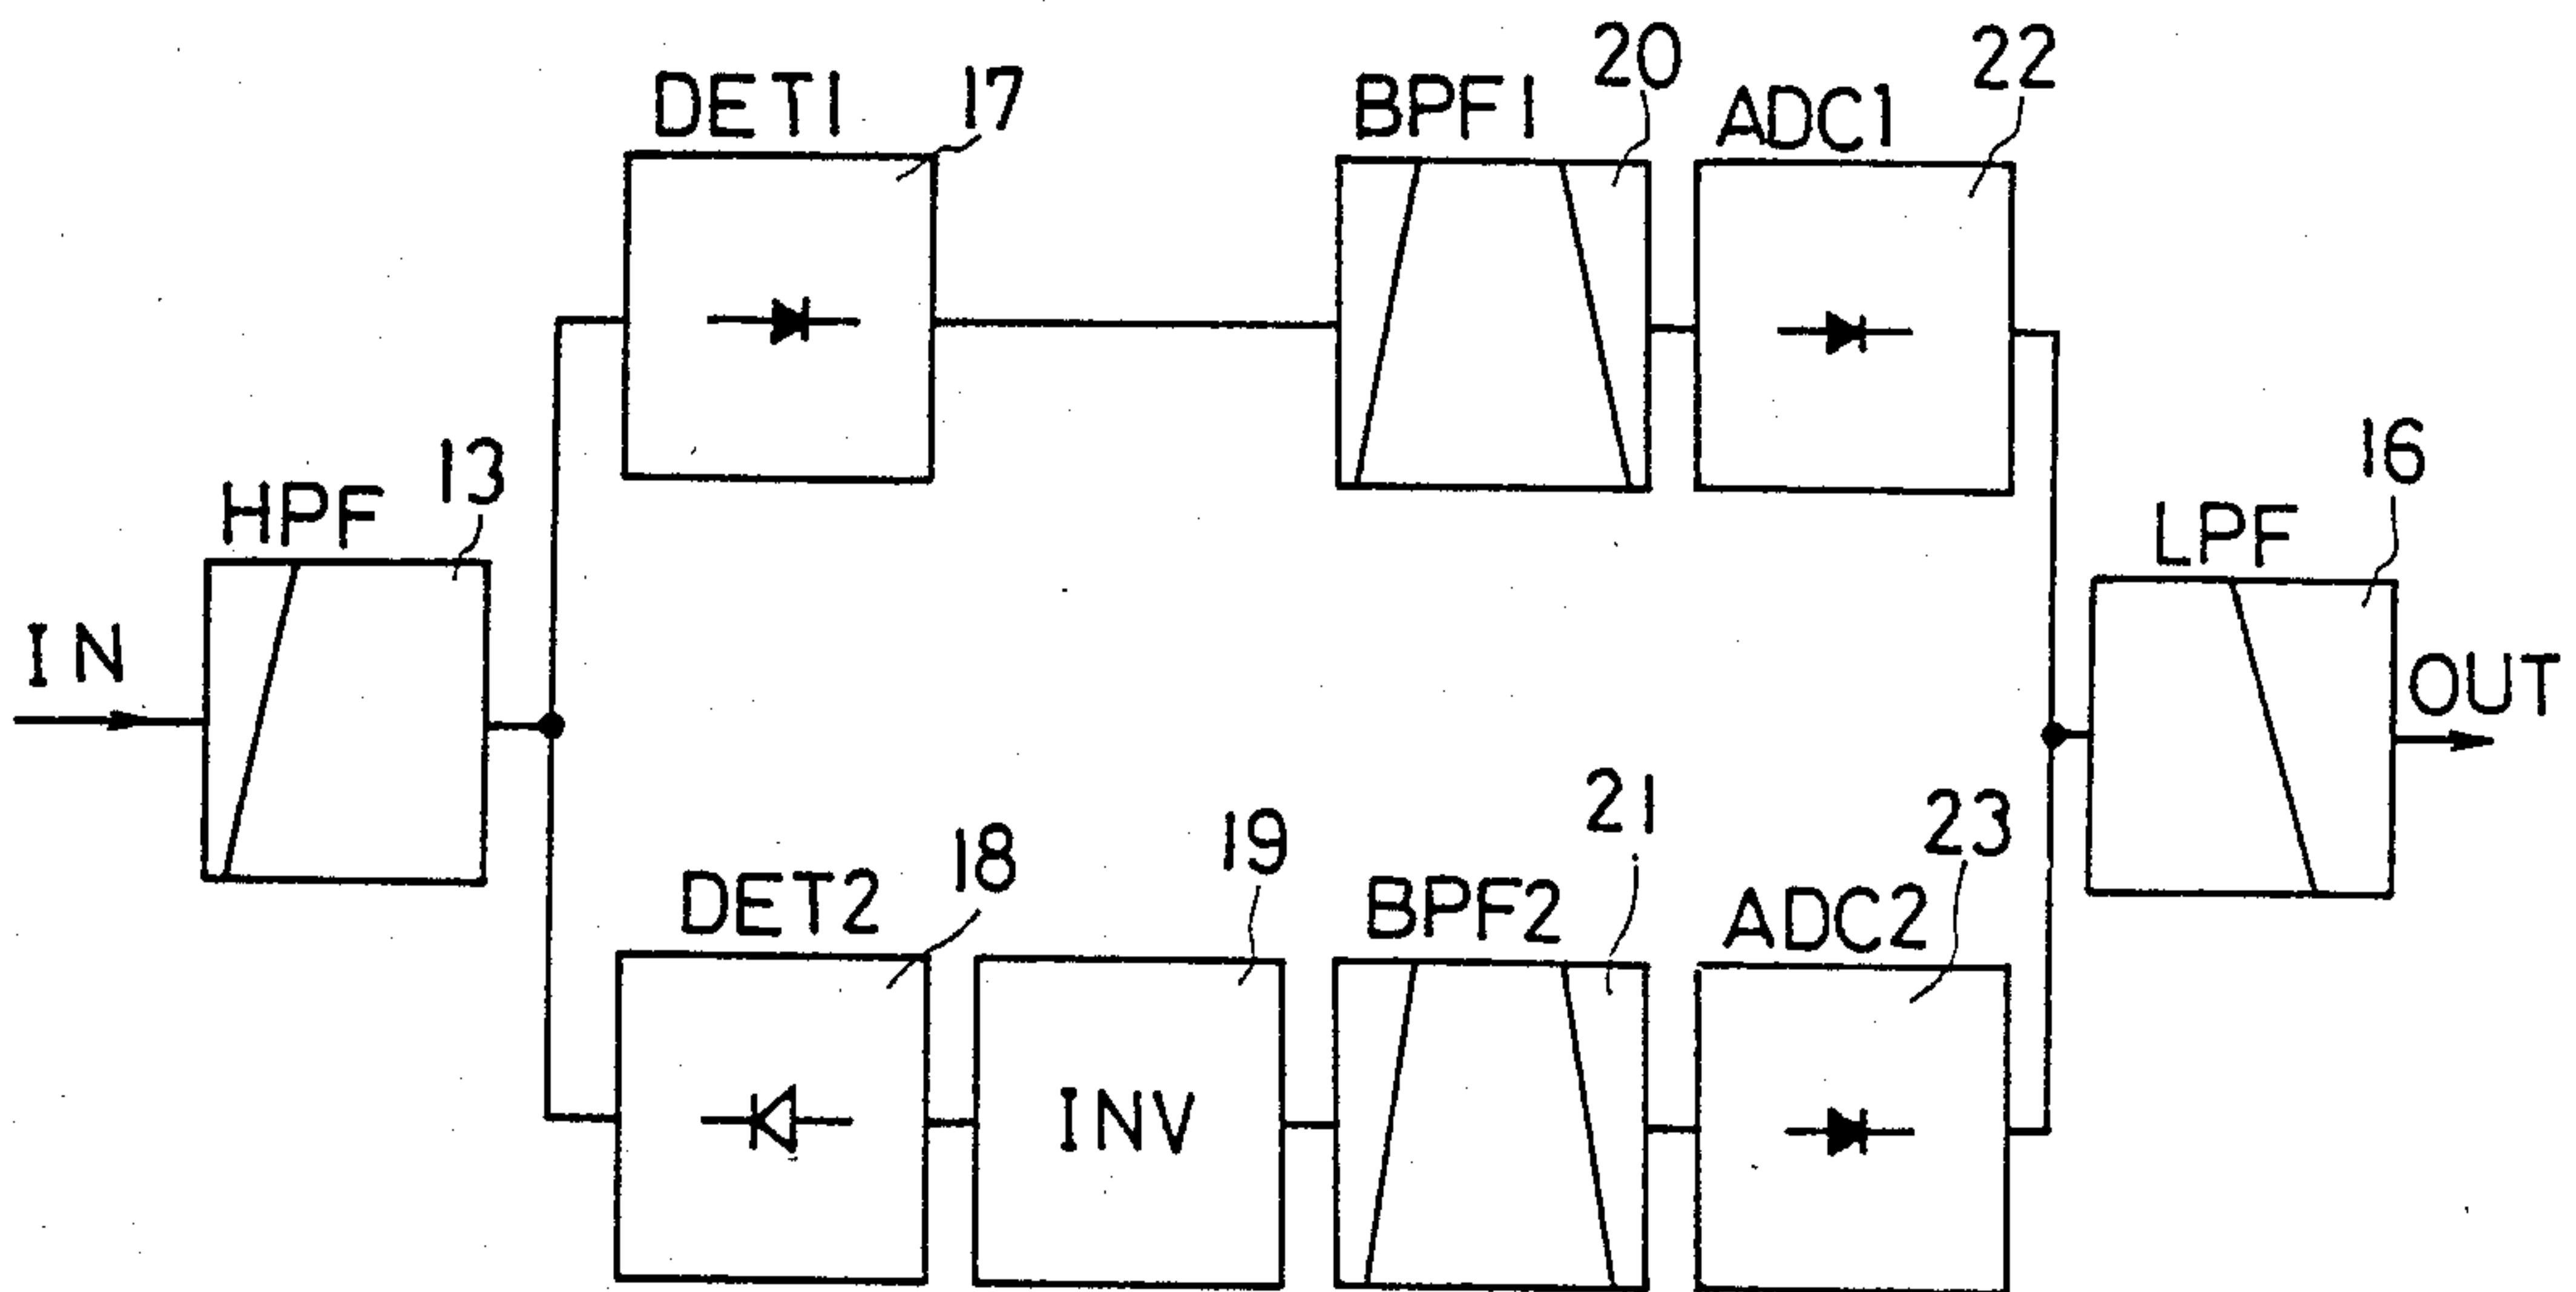 DET1
17
BPF1
20
ADC1
22
HPF
13
LPF
16
IN
OUT
DET2
18
19
INV
BPF2
21
ADC2
23